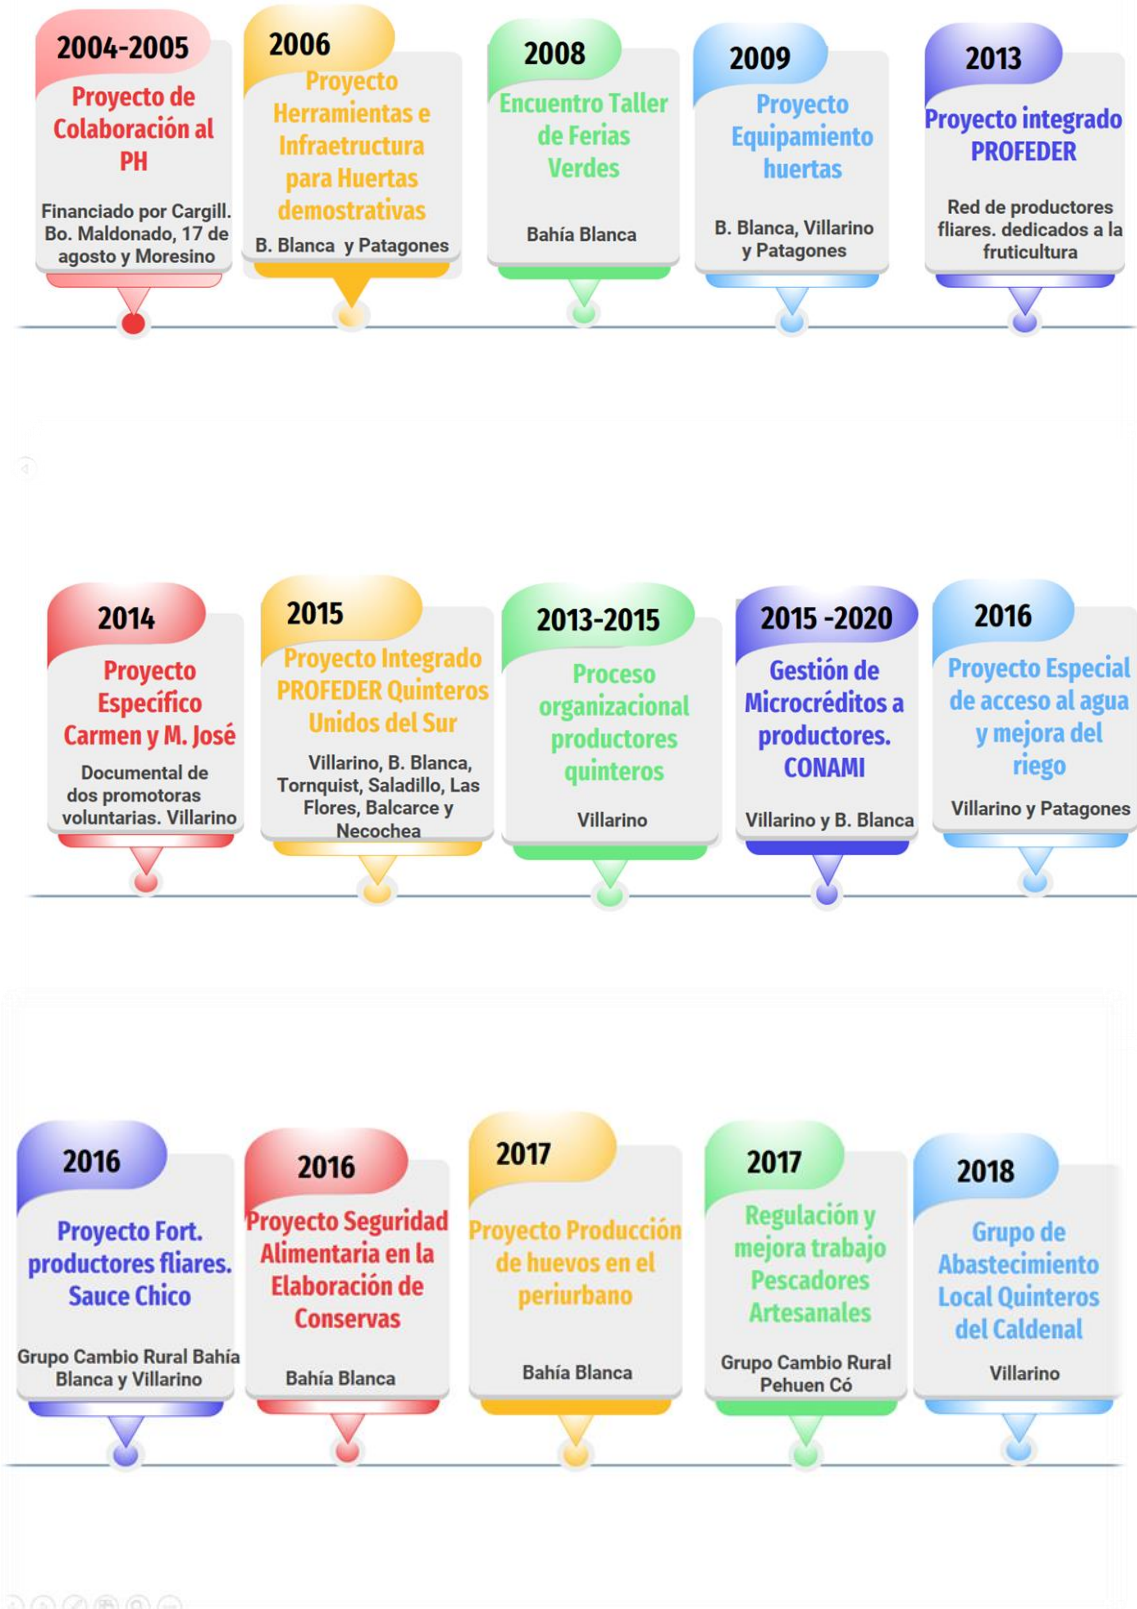 2004-2005
Proyecto de
Colaboración al
PH
Financiado por Cargill.
Bo. Maldonado, 17 de
agosto y Moresino
2006
Proyecto
Herramientas e
Infraetructura
para Huertas
demostrativas
B. Blanca y Patagones
2008
Encuentro Taller
de Ferias
Verdes
Bahía Blanca
2009
Proyecto
Equipamiento
huertas
B. Blanca, Villarino
y Patagones
2013
Proyecto integrado
PROFEDER
Red de productores
fliares. dedicados a la
fruticultura
2014
Proyecto
Específico
Carmen y M. José
Documental de
dos promotoras
voluntarias. Villarino
2015
Proyecto Integrado
PROFEDER Quinteros
Unidos del Sur
Villarino, B. Blanca,
Tornquist, Saladillo, Las
Flores, Balcarce y
Necochea
2013-2015
Proceso
organizacional
productores
quinteros
Villarino
2015 -2020
Gestión de
Microcréditos a
productores.
CONAMI
Villarino y B. Blanca
2016
Proyecto Especial
de acceso al agua
y mejora del
riego
Villarino y Patagones
2016
Proyecto Fort.
productores fliares.
Sauce Chico
Grupo Cambio Rural Bahía
Blanca y Villarino
2016
Proyecto Seguridad
Alimentaria en la
Elaboración de
Conservas
Bahía Blanca
2017
Proyecto Producción
de huevos en el
periurbano
Bahía Blanca
2017
Regulación y
mejora trabajo
Pescadores
Artesanales
Grupo Cambio Rural
Pehuen Có
2018
Grupo de
Abastecimiento
Local Quinteros
del Caldenal
Villarino